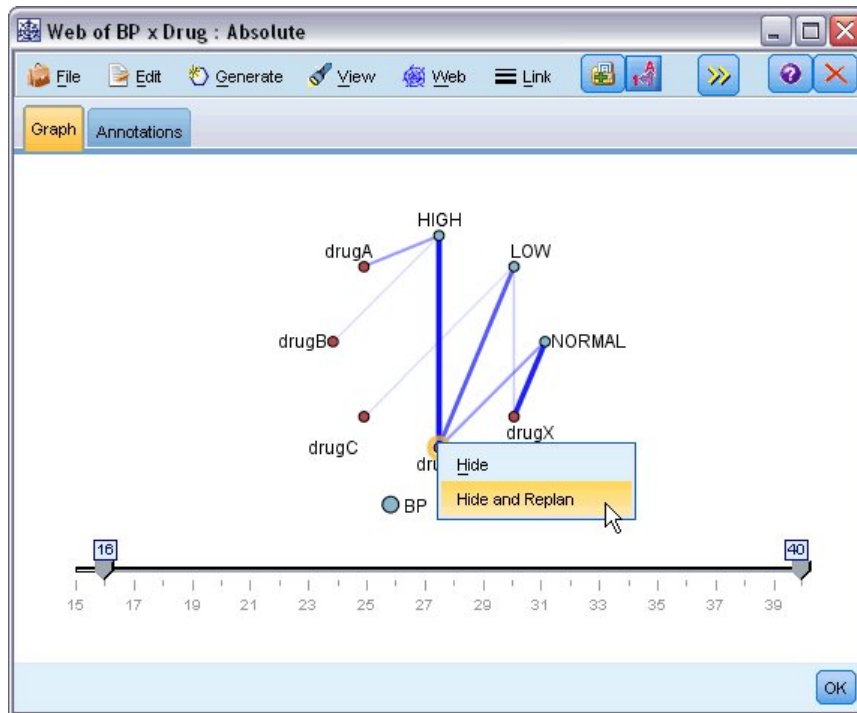 Web of BP x Drug : Absolute
File Edit Generate View Web Link
Graph Annotations
HIGH
drugA LOW
drugB NORMAL
drugX
drugC
Hide
BP Hide and Replan
16 40
15 17 19 21 23 25 27 29 31 33 35 37 39
OK